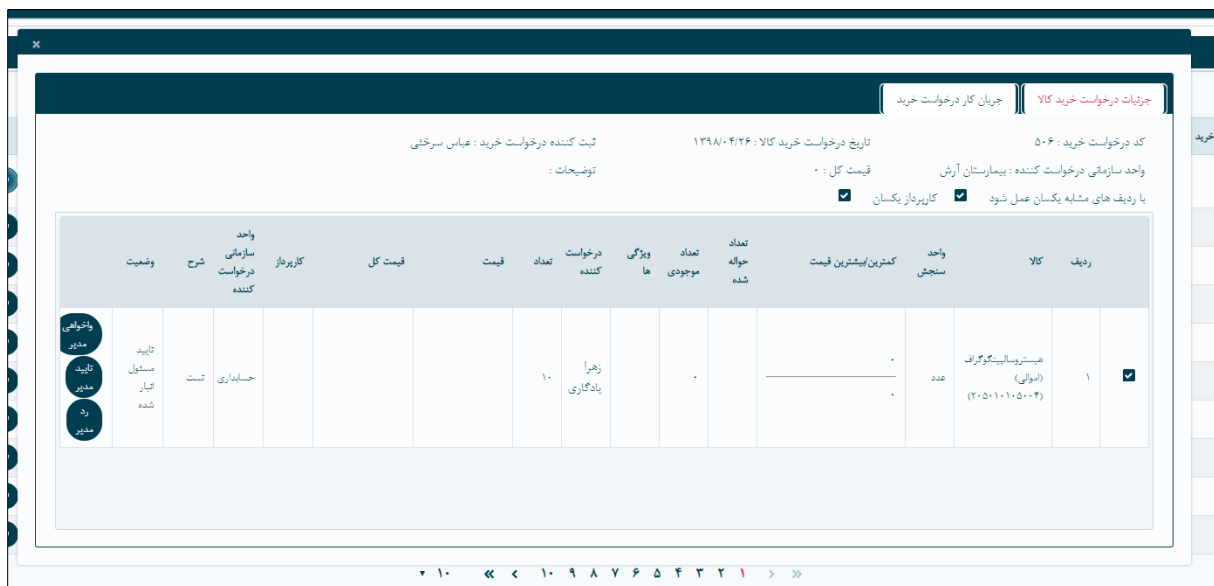 ×
جزئیات درخواست خرید کالا
جریان کار درخواست خرید
خرید
کد درخواست خرید : ۵۰۶
تاریخ درخواست خرید کالا : ۱۳۹۸/۰۴/۲۶
ثبت کننده درخواست خرید : عباس سرخئی
واحد سازمانی درخواست کننده : بیمارستان آرش
قیمت کل : ۰
توضیحات :
با ردیف های مشابه یکسان عمل شود
کارپرداز یکسان
ردیف
کالا
واحد
سنجش
کمترین/بیشترین قیمت
تعداد
حواله
شده
تعداد
موجودی
ویژگی
ها
درخواست
کننده
تعداد
قیمت
قیمت کل
کارپرداز
واحد
سازمانی
درخواست
کننده
شرح
وضعیت
۱
هیستروسالپینگوگراف
(اموالی)
(۲۰۵۰۱۰۱۰۵۰۰۴)
عدد
۰
۰
۰
زهرا
یادگاری
۱۰
حسابداری
تست
تایید
مسئول
انبار
شده
واخواهی
مدیر
تایید
مدیر
رد
مدیر
« < ۱ ۲ ۳ ۴ ۵ ۶ ۷ ۸ ۹ ۱۰ > » ۱۰